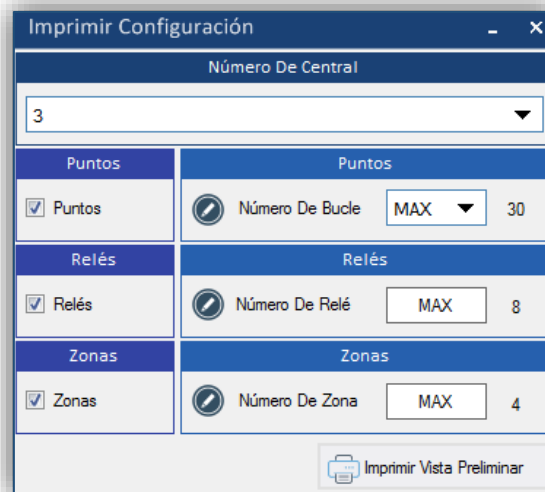 Imprimir Configuración
Número De Central
3
Puntos Puntos
Puntos Número De Bucle MAX 30
Relés Relés
Relés Número De Relé MAX 8
Zonas Zonas
Zonas Número De Zona MAX 4
Imprimir Vista Preliminar